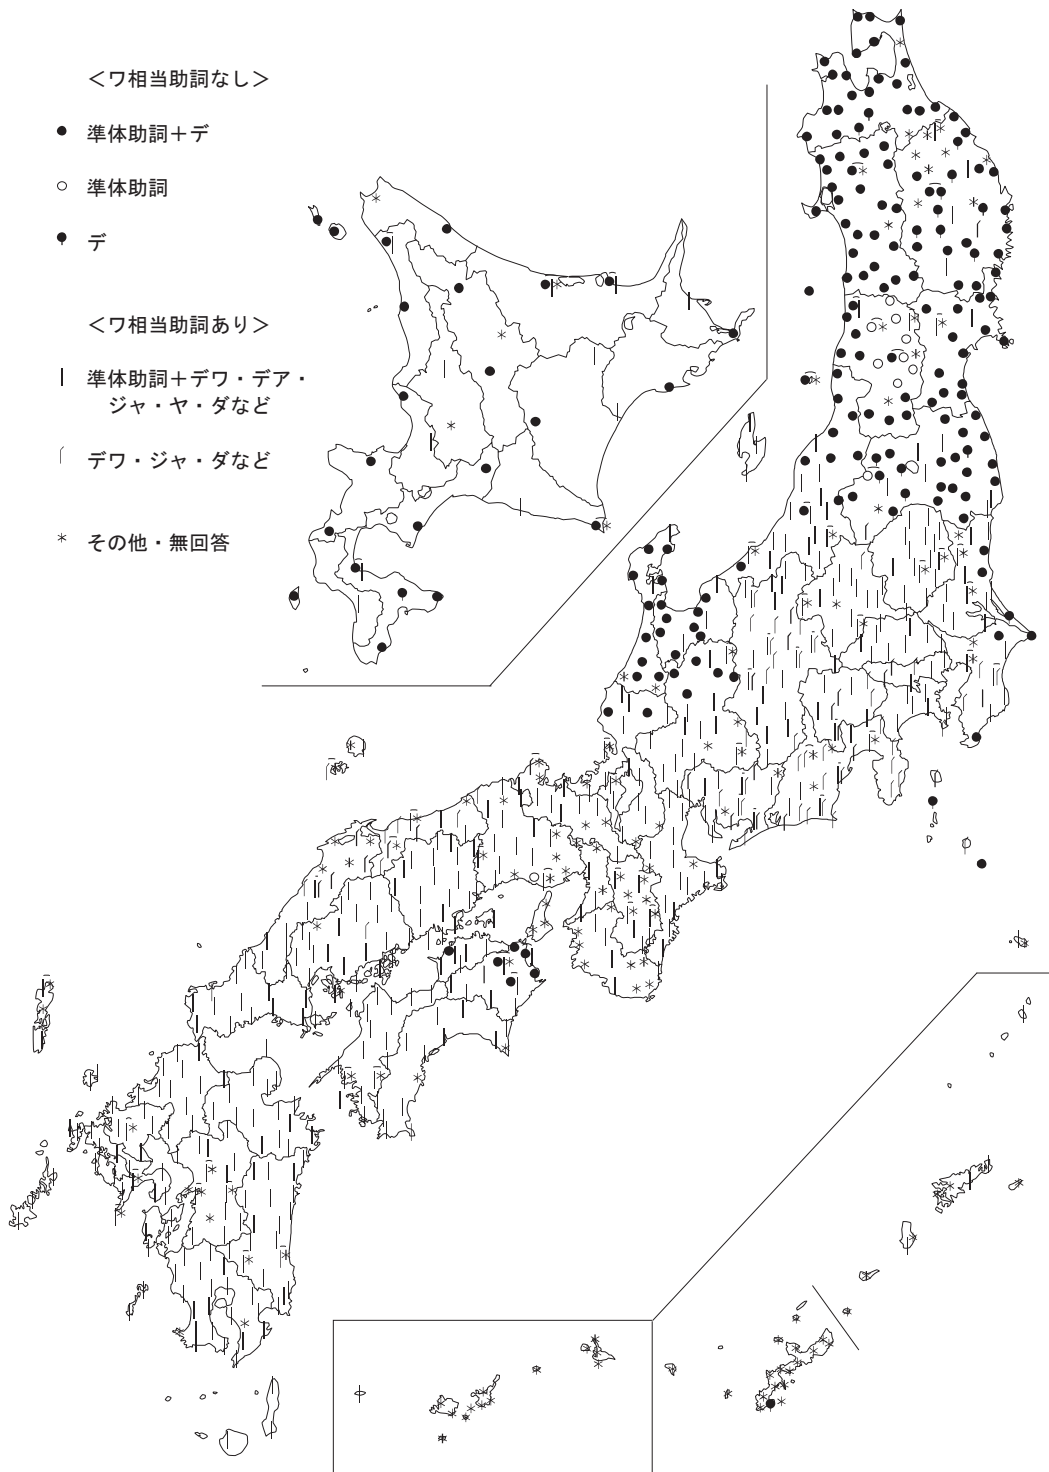 ＜ワ相当助詞なし＞
準体助詞＋デ
準体助詞
デ
＜ワ相当助詞あり＞
準体助詞＋デワ・デア・
ジャ・ヤ・ダなど
デワ・ジャ・ダなど
その他・無回答